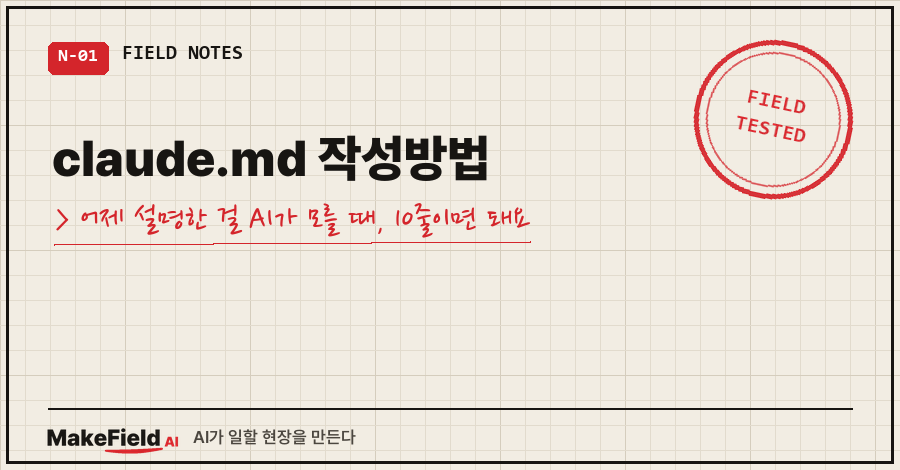 N-01 FIELD NOTES
FIELD
TESTED
claude.md 작성방법
> 어제 설명한 걸 AI가 모를 때, 10줄이면 돼요
MakeField AI AI가 일할 현장을 만든다